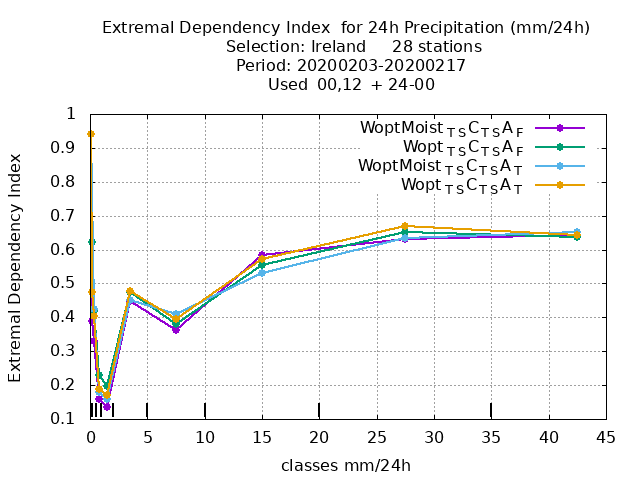 Extremal Dependency Index  for 24h Precipitation (mm/24h)
Selection: Ireland     28 stations
Period: 20200203-20200217
Used  00,12  + 24-00
WoptMoist TS C TS A F
Wopt TS C TS A F
WoptMoist TS C TS A T
Wopt TS C TS A T
Extremal Dependency Index
1
0.9
0.8
0.7
0.6
0.5
0.4
0.3
0.2
0.1
0 5 10 15 20 25 30 35 40 45
classes mm/24h